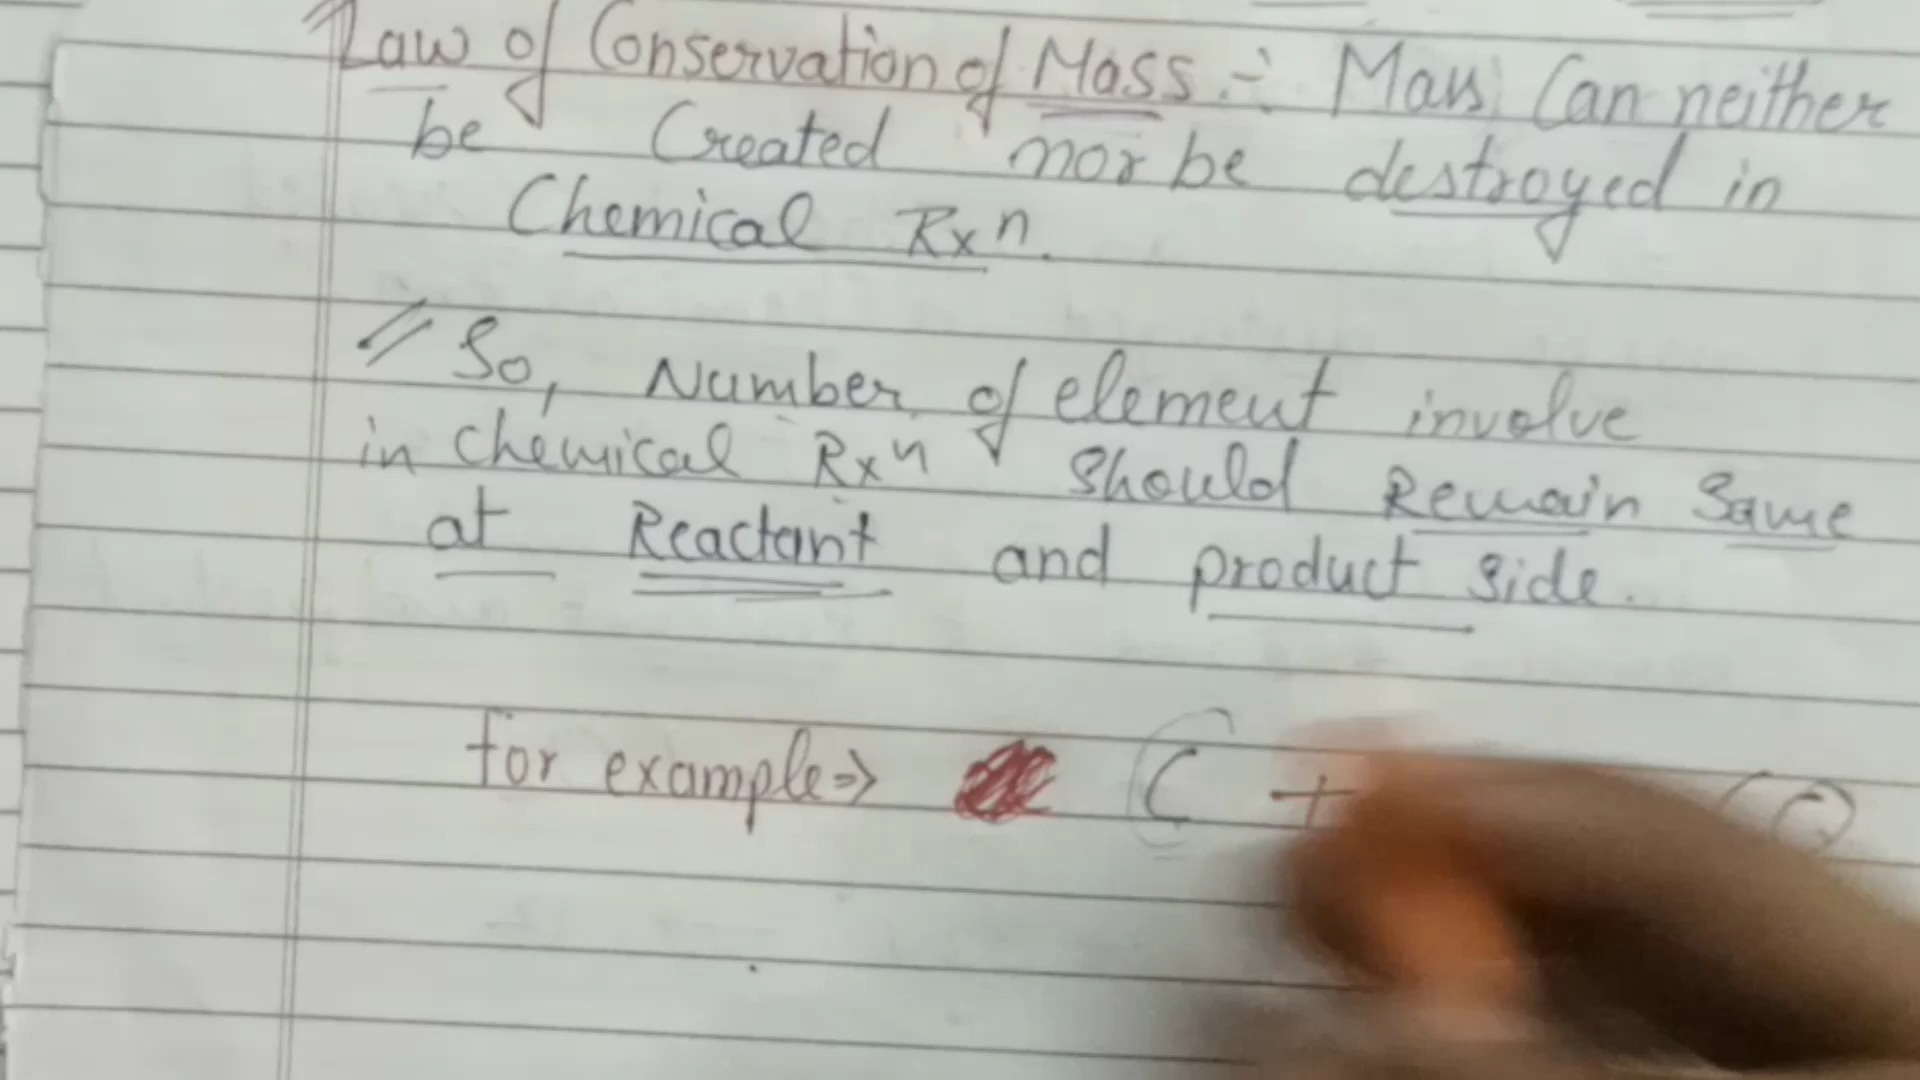 Law of Conservation of Mass :- Mass Can neither
be Created nor be destroyed in
Chemical Rxⁿ.
// So, Number of element involve
in chemical Rxⁿ should Remain Same
at Reactant and product side.
for example => C +